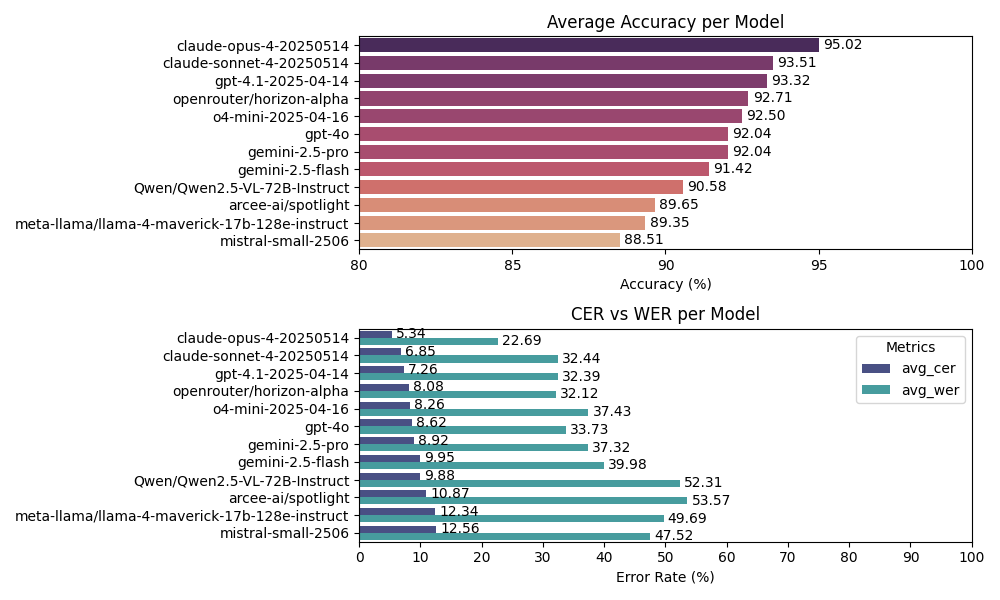 Average Accuracy per Model
claude-opus-4-20250514 95.02
claude-sonnet-4-20250514 93.51
gpt-4.1-2025-04-14 93.32
openrouter/horizon-alpha 92.71
o4-mini-2025-04-16 92.50
gpt-4o 92.04
gemini-2.5-pro 92.04
gemini-2.5-flash 91.42
Qwen/Qwen2.5-VL-72B-Instruct 90.58
arcee-ai/spotlight 89.65
meta-llama/llama-4-maverick-17b-128e-instruct 89.35
mistral-small-2506 88.51
80 85 90 95 100
Accuracy (%)
CER vs WER per Model
Metrics
avg_cer
avg_wer
claude-opus-4-20250514 5.34
22.69
claude-sonnet-4-20250514 6.85
32.44
gpt-4.1-2025-04-14 7.26
32.39
openrouter/horizon-alpha 8.08
32.12
o4-mini-2025-04-16 8.26
37.43
gpt-4o 8.62
33.73
gemini-2.5-pro 8.92
37.32
gemini-2.5-flash 9.95
39.98
Qwen/Qwen2.5-VL-72B-Instruct 9.88
52.31
arcee-ai/spotlight 10.87
53.57
meta-llama/llama-4-maverick-17b-128e-instruct 12.34
49.69
mistral-small-2506 12.56
47.52
0 10 20 30 40 50 60 70 80 90 100
Error Rate (%)